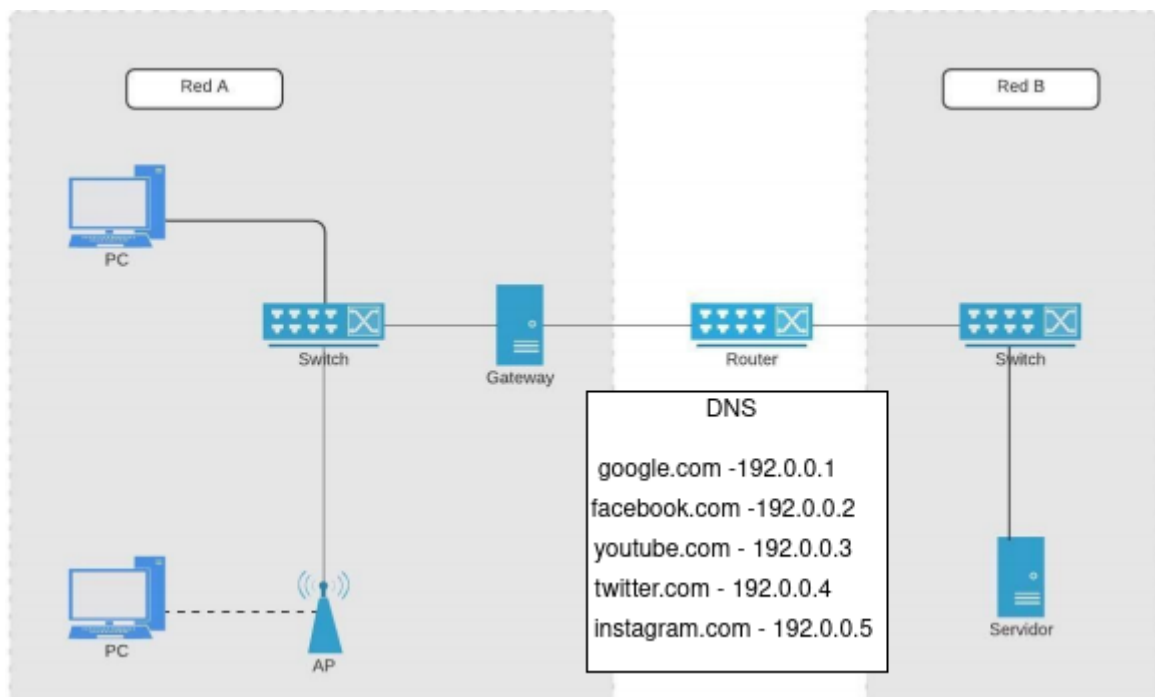 Red A
Red B
PC
Switch
Gateway
Router
Switch
DNS
google.com -192.0.0.1
facebook.com -192.0.0.2
youtube.com - 192.0.0.3
twitter.com - 192.0.0.4
instagram.com - 192.0.0.5
PC
AP
Servidor